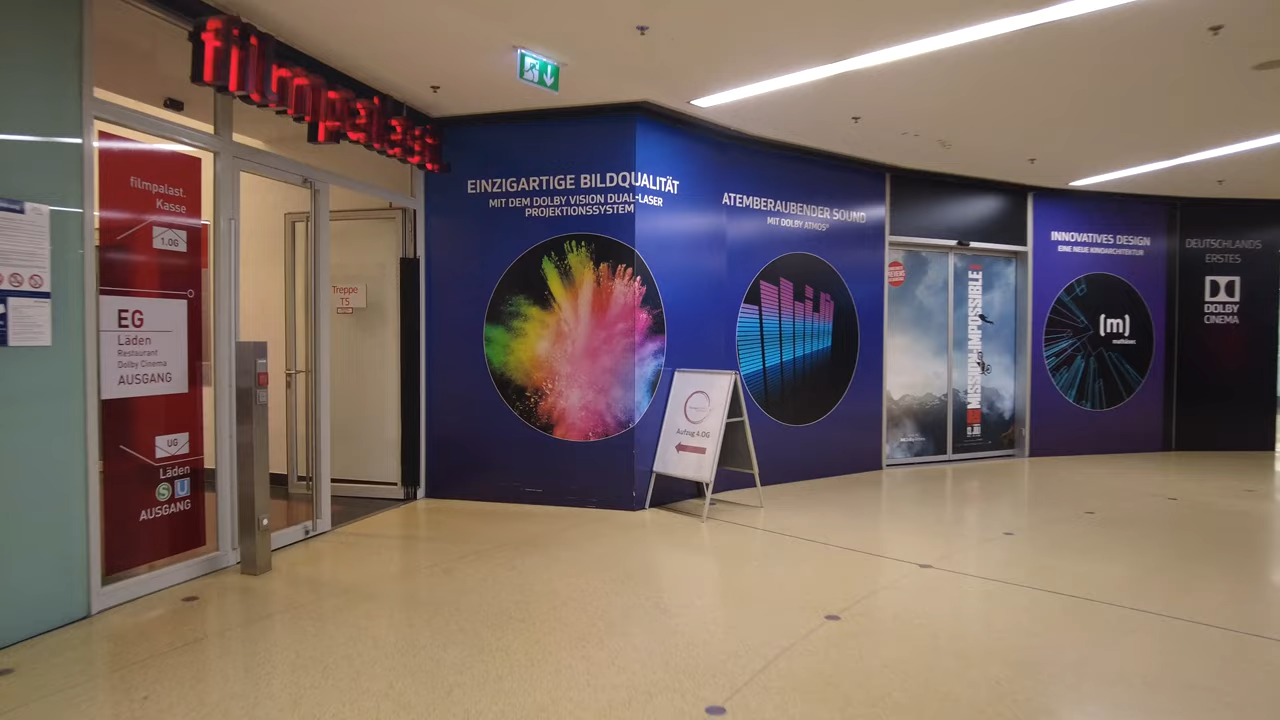 filmpalast
filmpalast.
Kasse
1.OG
EG
Läden
Restaurant
Dolby Cinema
AUSGANG
UG
Läden
S U
AUSGANG
Treppe
T5
EINZIGARTIGE BILDQUALITÄT
MIT DEM DOLBY VISION DUAL-LASER
PROJEKTIONSSYSTEM
ATEMBERAUBENDER SOUND
MIT DOLBY ATMOS®
Aufzug 4.OG
MISSION: IMPOSSIBLE
INNOVATIVES DESIGN
EINE NEUE KINOARCHITEKTUR
(m)
mathäser
DEUTSCHLANDS
ERSTES
DOLBY
CINEMA